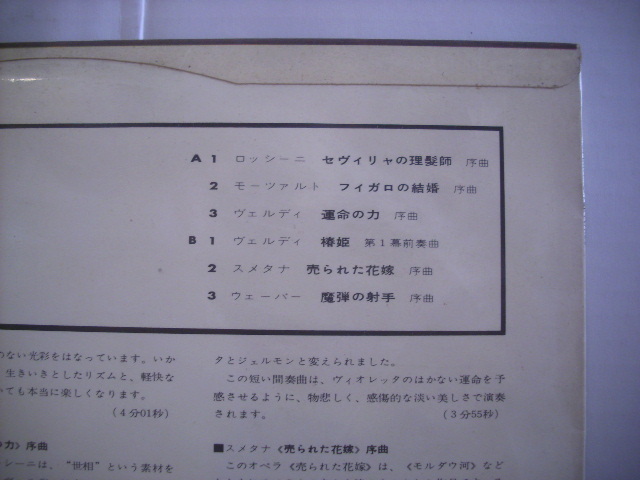 A 1 ロッシーニ セヴィリャの理髪師 序曲
2 モーツァルト フィガロの結婚 序曲
3 ヴェルディ 運命の力 序曲
B 1 ヴェルディ 椿姫 第1幕前奏曲
2 スメタナ 売られた花嫁 序曲
3 ウェーバー 魔弾の射手 序曲
のない光彩をはなっています。いか
生きいきとしたリズムと、軽快な
いても本当に楽しくなります。
(4分01秒)
力》序曲
シーニは、“世相”という素材を
タとジェルモンと変えられました。
この短い間奏曲は、ヴィオレッタのはかない運命を予
感させるように、物悲しく、感傷的な淡い美しさで演奏
されます。 (3分55秒)
■スメタナ《売られた花嫁》序曲
このオペラ《売られた花嫁》は、《モルダウ河》など